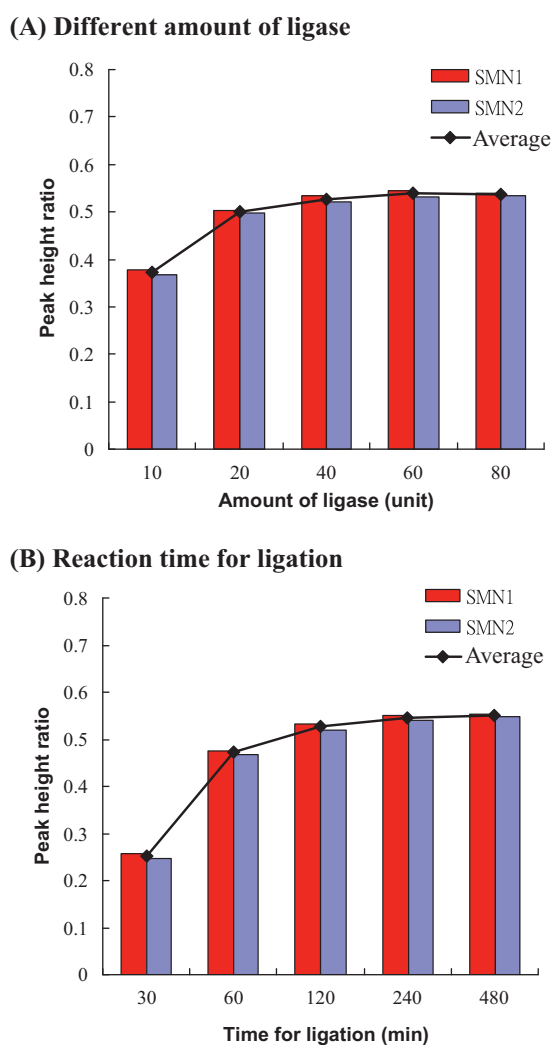 (A) Different amount of ligase
0.8
0.7
0.6
0.5
0.4
0.3
0.2
0.1
0
Peak height ratio
SMN1
SMN2
Average
10 20 40 60 80
Amount of ligase (unit)
(B) Reaction time for ligation
0.8
0.7
0.6
0.5
0.4
0.3
0.2
0.1
0
Peak height ratio
SMN1
SMN2
Average
30 60 120 240 480
Time for ligation (min)